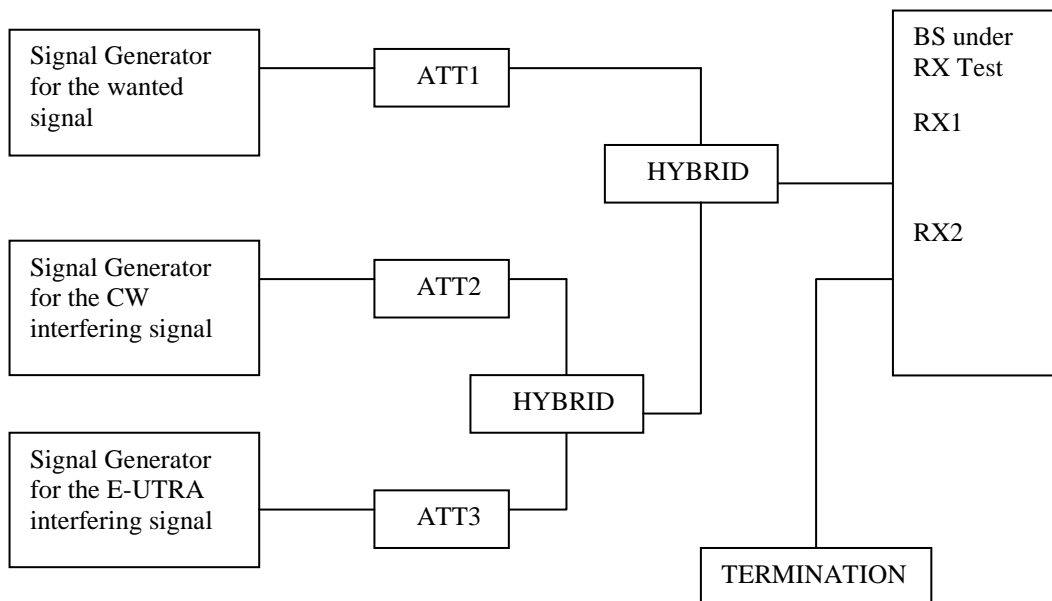 Signal Generator
for the wanted
signal
ATT1
HYBRID
BS under
RX Test
RX1
RX2
Signal Generator
for the CW
interfering signal
ATT2
HYBRID
Signal Generator
for the E-UTRA
interfering signal
ATT3
TERMINATION